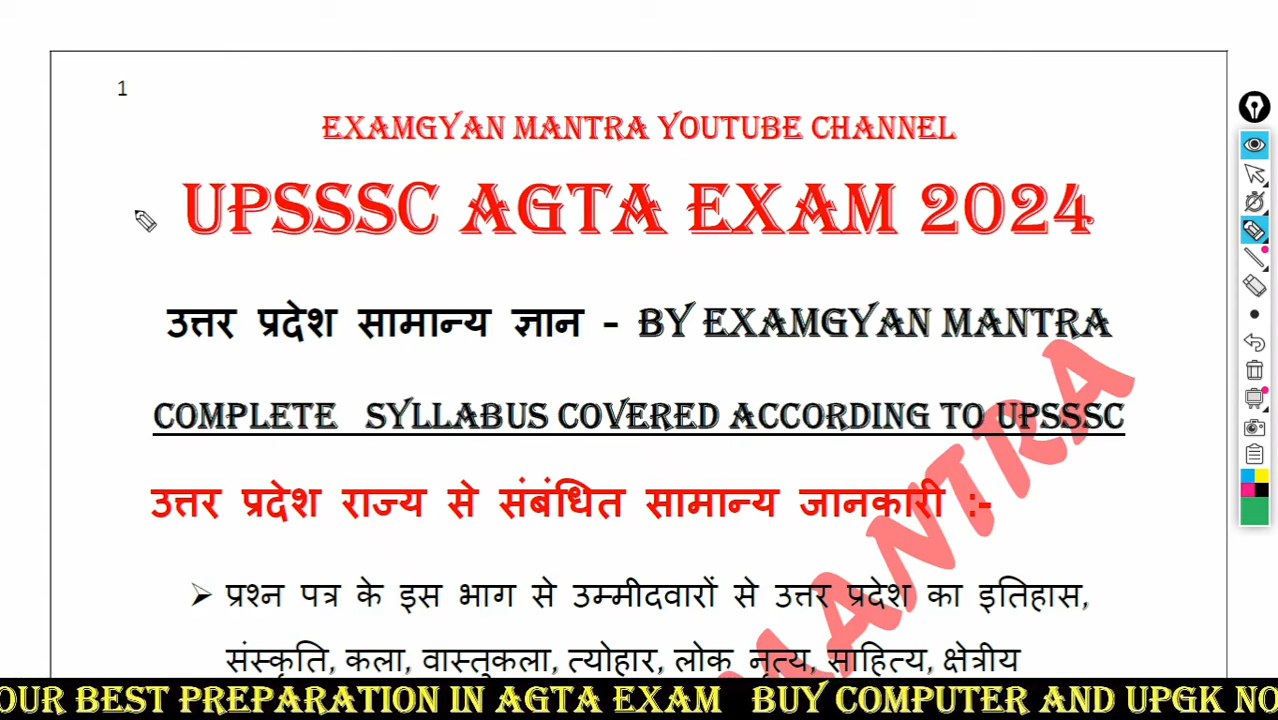 1
EXAMGYAN MANTRA YOUTUBE CHANNEL
UPSSSC AGTA EXAM 2024
उत्तर प्रदेश सामान्य ज्ञान - BY EXAMGYAN MANTRA
COMPLETE SYLLABUS COVERED ACCORDING TO UPSSSC
उत्तर प्रदेश राज्य से संबंधित सामान्य जानकारी :-
➢ प्रश्न पत्र के इस भाग से उम्मीदवारों से उत्तर प्रदेश का इतिहास,
संस्कृति, कला, वास्तुकला, त्योहार, लोक नृत्य, साहित्य, क्षेत्रीय
MANTRA
OUR BEST PREPARATION IN AGTA EXAM BUY COMPUTER AND UPGK NO